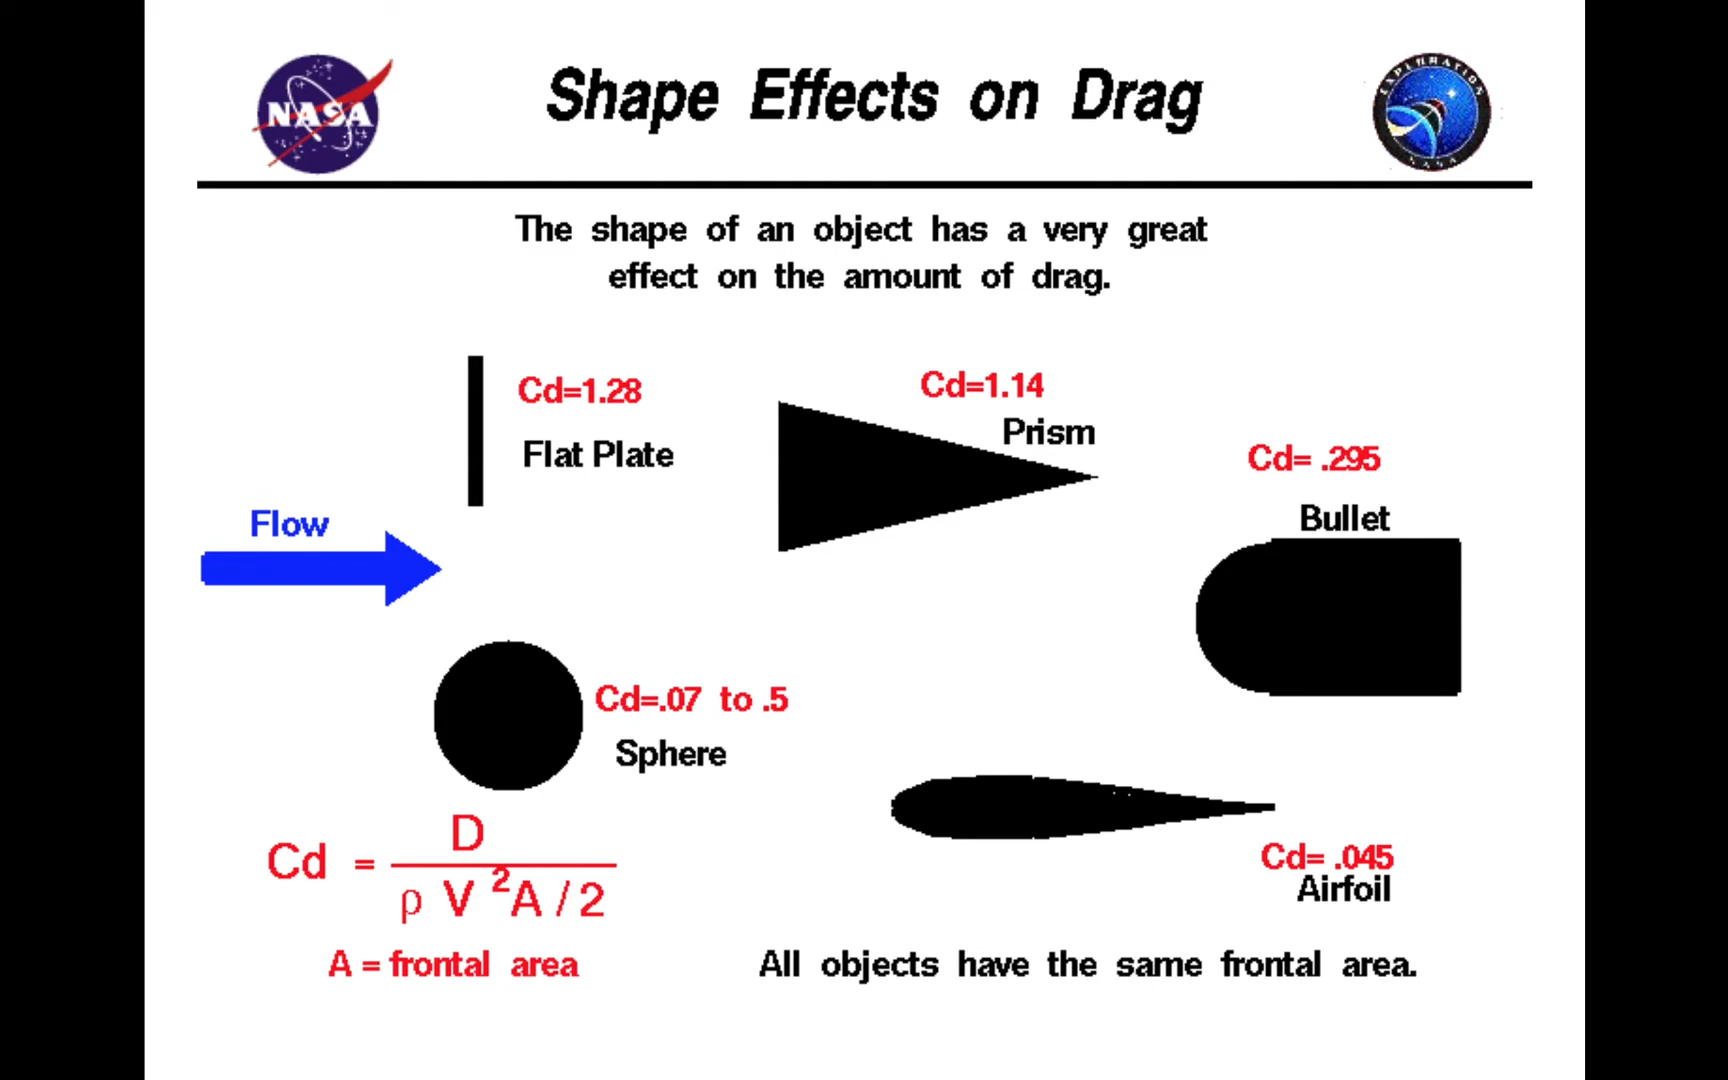 NASA
Shape Effects on Drag
EXPLORATION
NASA
The shape of an object has a very great
effect on the amount of drag.
Cd=1.28
Flat Plate
Cd=1.14
Prism
Cd= .295
Bullet
Flow
Cd=.07 to .5
Sphere
Cd = D / ρ V ²A / 2
Cd= .045
Airfoil
A = frontal area
All objects have the same frontal area.